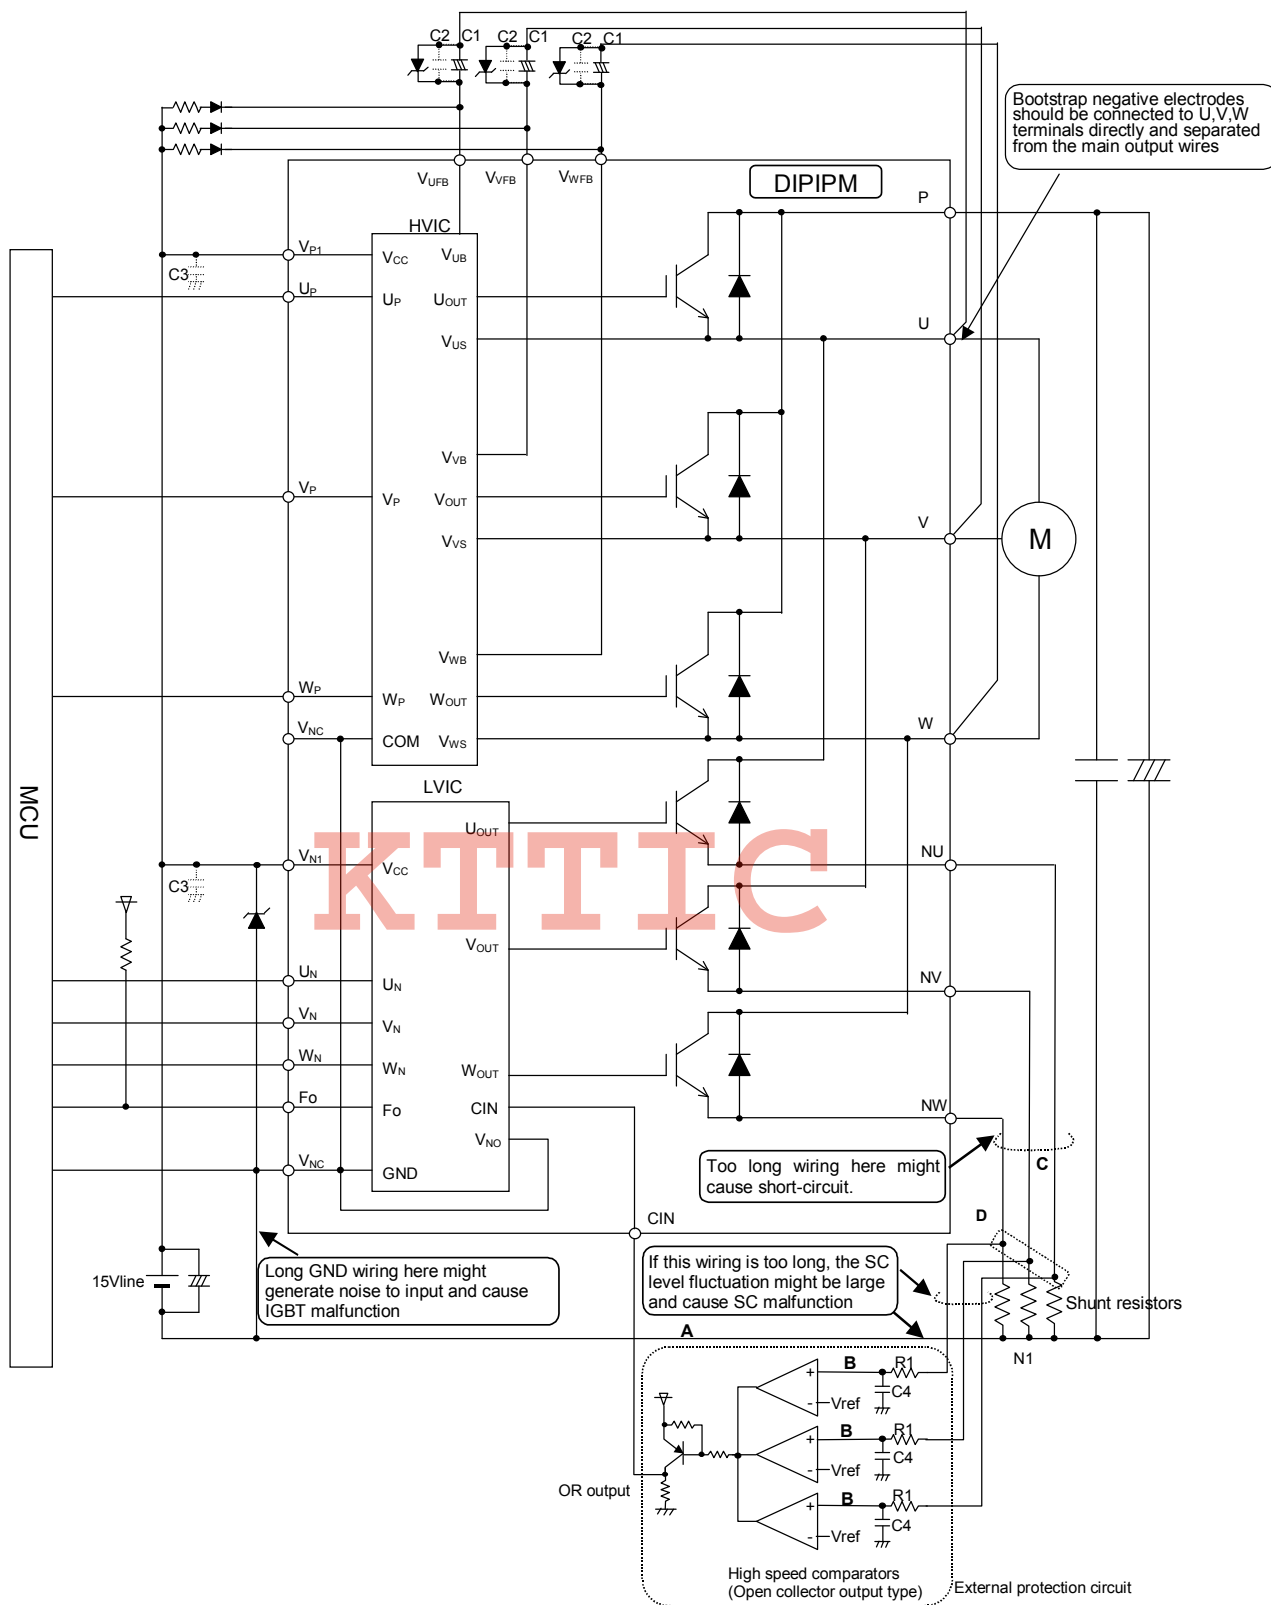 C2 C1 C2 C1 C2 C1
Bootstrap negative electrodes
should be connected to U,V,W
terminals directly and separated
from the main output wires
VUFB VVFB VWFB
DIPIPM
P
HVIC
VP1
VCC
VUB
C3
UP
UP
UOUT
U
VUS
VVB
VP
VP
VOUT
V
VVS
M
VWB
WP
WP
WOUT
W
VNC
COM
VWS
MCU
LVIC
UOUT
NU
VN1
VCC
C3
KTTIC
VOUT
NV
UN
UN
VN
VN
WN
WN
WOUT
Fo
Fo
CIN
NW
VNO
VNC
GND
Too long wiring here might
cause short-circuit.
C
D
CIN
15Vline
Long GND wiring here might
generate noise to input and cause
IGBT malfunction
If this wiring is too long, the SC
level fluctuation might be large
and cause SC malfunction
Shunt resistors
A
N1
+
B
R1
C4
-
Vref
+
B
R1
C4
-
Vref
OR output
+
B
R1
C4
-
Vref
High speed comparators
(Open collector output type)
External protection circuit